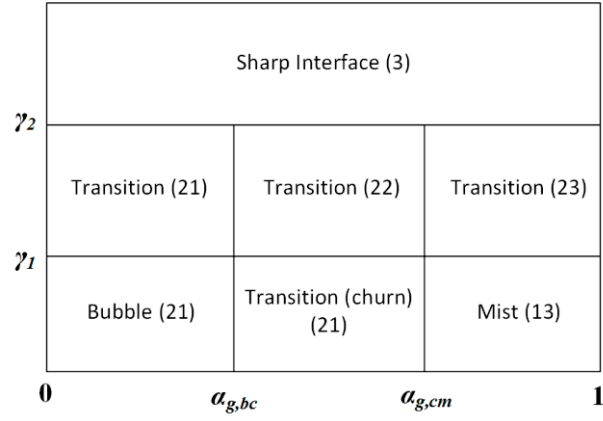 Sharp Interface (3)
γ2
Transition (21)
Transition (22)
Transition (23)
γ1
Bubble (21)
Transition (churn)
(21)
Mist (13)
0
αg,bc
αg,cm
1